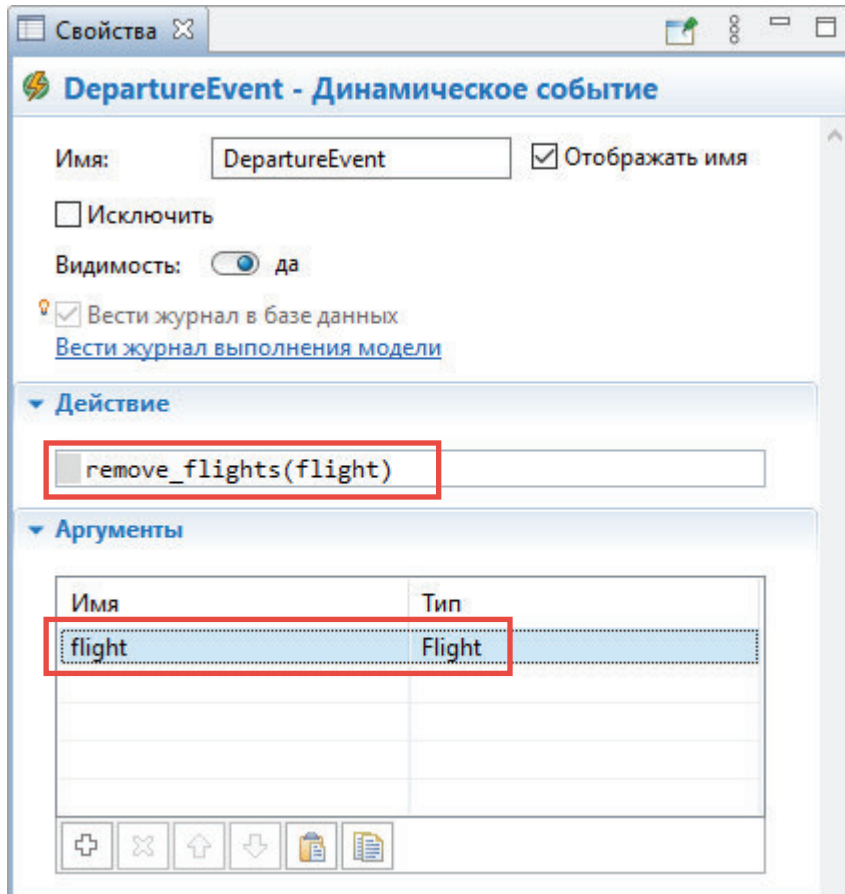 Свойства
DepartureEvent - Динамическое событие
Имя: DepartureEvent Отображать имя
Исключить
Видимость: да
Вести журнал в базе данных
Вести журнал выполнения модели
Действие
remove_flights(flight)
Аргументы
Имя Тип
flight Flight